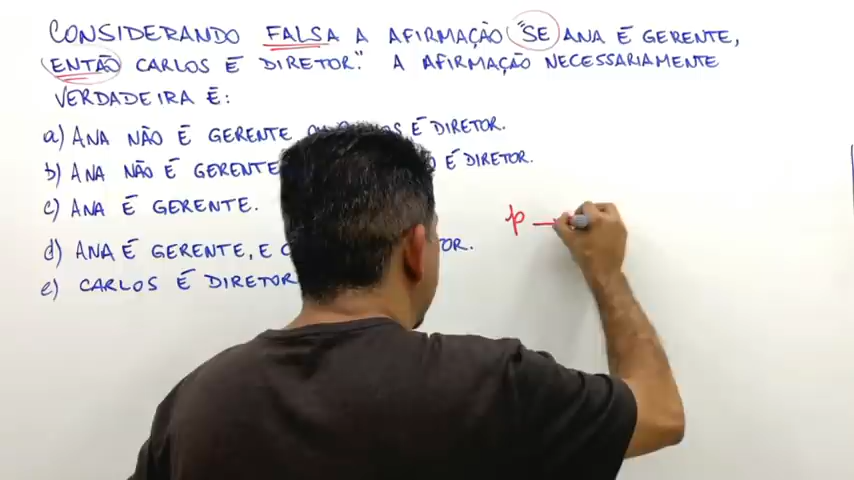 CONSIDERANDO FALSA A AFIRMAÇÃO "SE ANA É GERENTE,
ENTÃO CARLOS É DIRETOR." A AFIRMAÇÃO NECESSARIAMENTE
VERDADEIRA É:
a) ANA NÃO É GERENTE É DIRETOR.
b) ANA NÃO É GERENTE É DIRETOR.
c) ANA É GERENTE.
d) ANA É GERENTE, E
e) CARLOS É DIRETOR
p